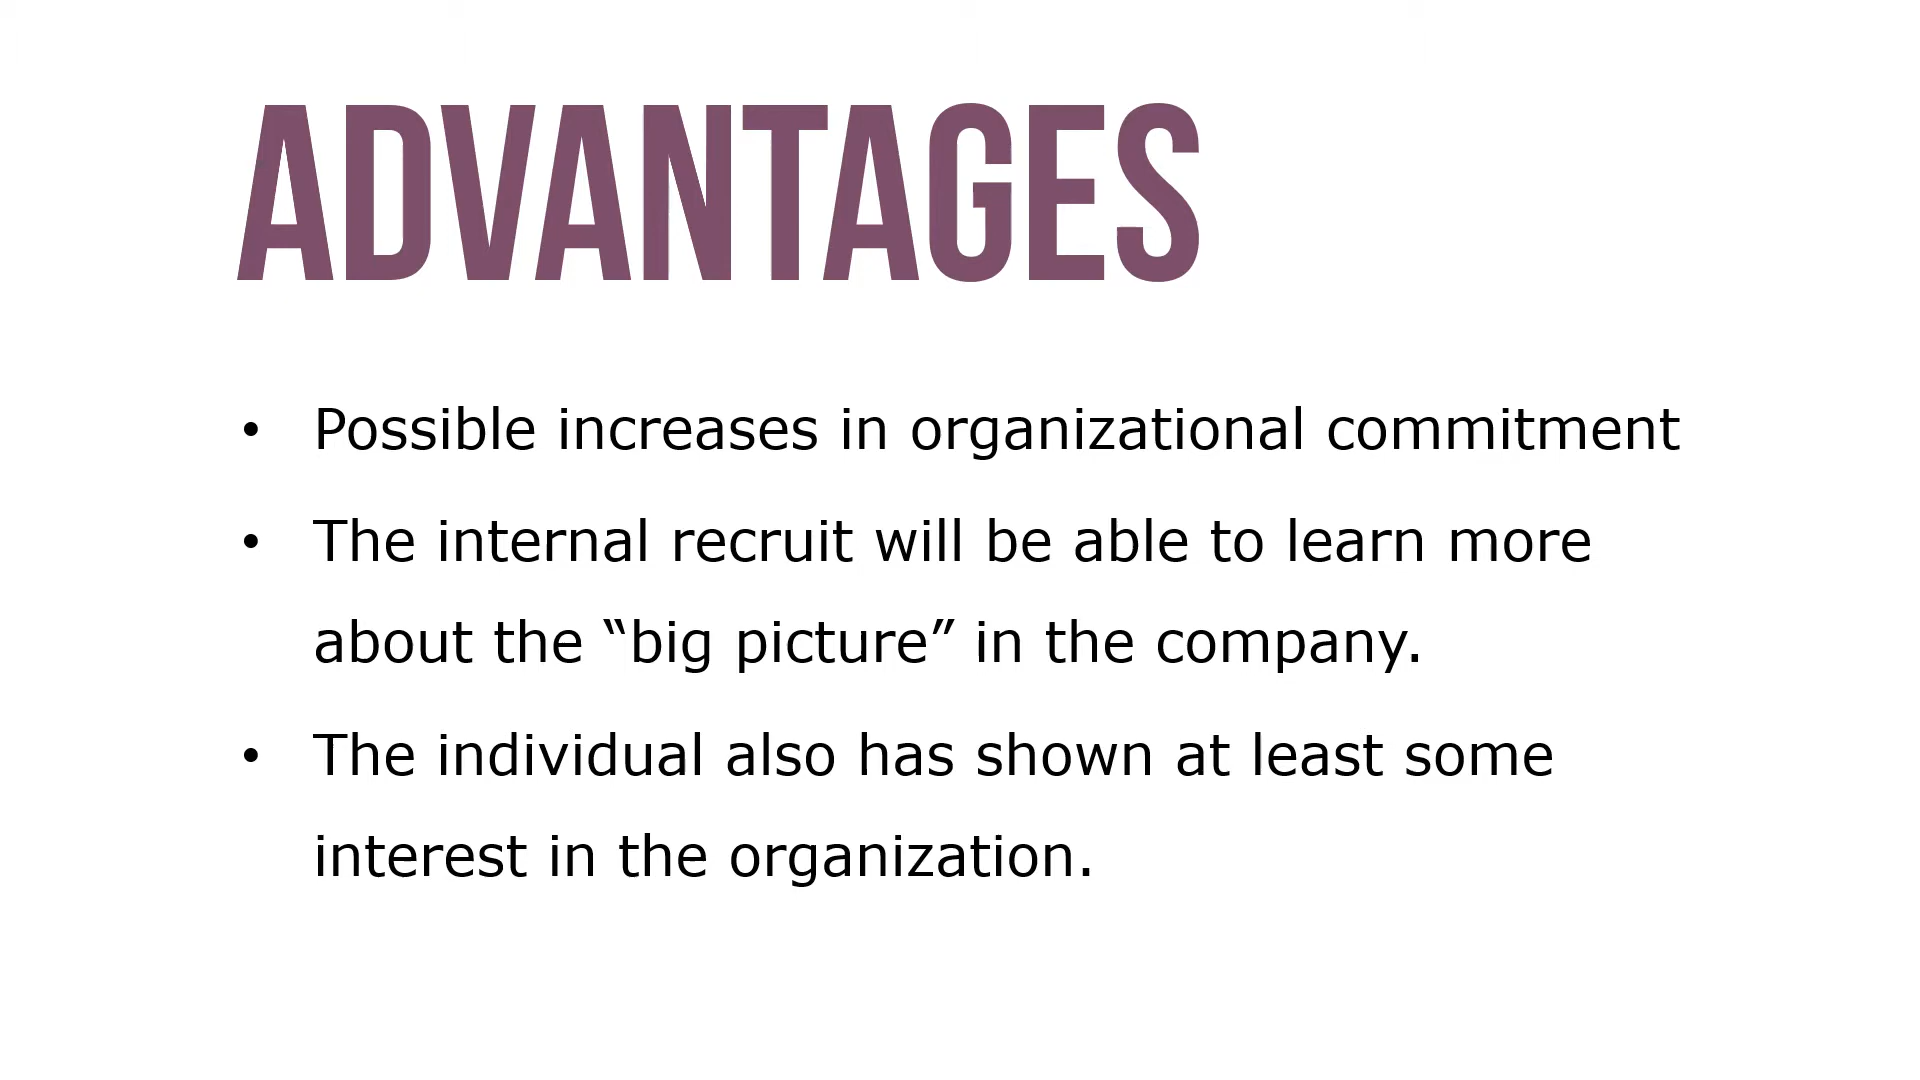 ADVANTAGES
• Possible increases in organizational commitment
• The internal recruit will be able to learn more
about the “big picture” in the company.
• The individual also has shown at least some
interest in the organization.